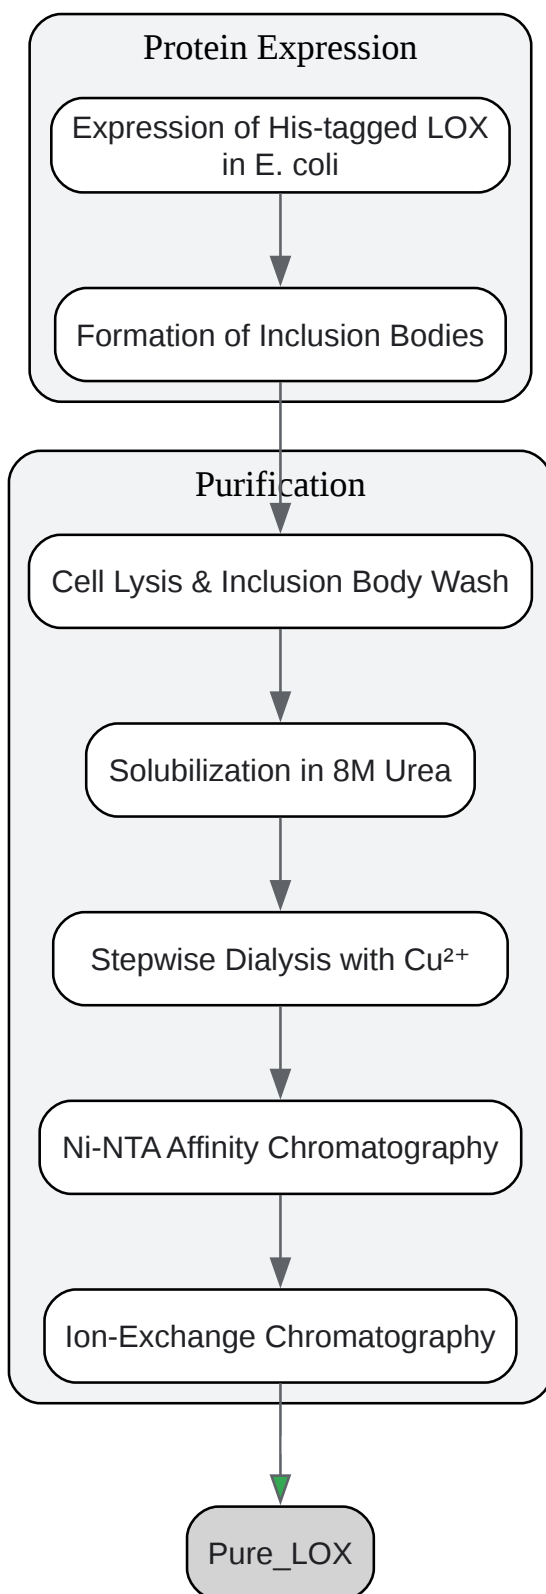 Protein Expression
Expression of His-tagged LOX
in E. coli
Formation of Inclusion Bodies
Purification
Cell Lysis & Inclusion Body Wash
Solubilization in 8M Urea
Stepwise Dialysis with Cu²⁺
Ni-NTA Affinity Chromatography
Ion-Exchange Chromatography
Pure_LOX